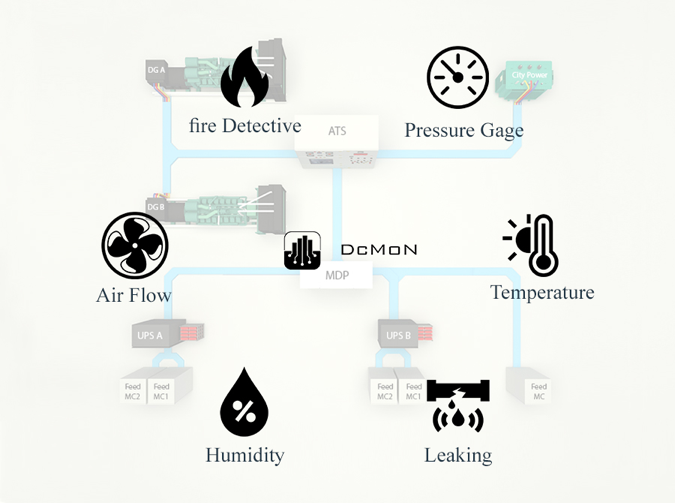 DG A
City Power
fire Detective
ATS
Pressure Gage
DG B
DCMON
MDP
Air Flow
Temperature
UPS A
UPS B
Feed MC2
Feed MC1
Feed MC2
Feed MC1
Feed MC
%
Humidity
Leaking